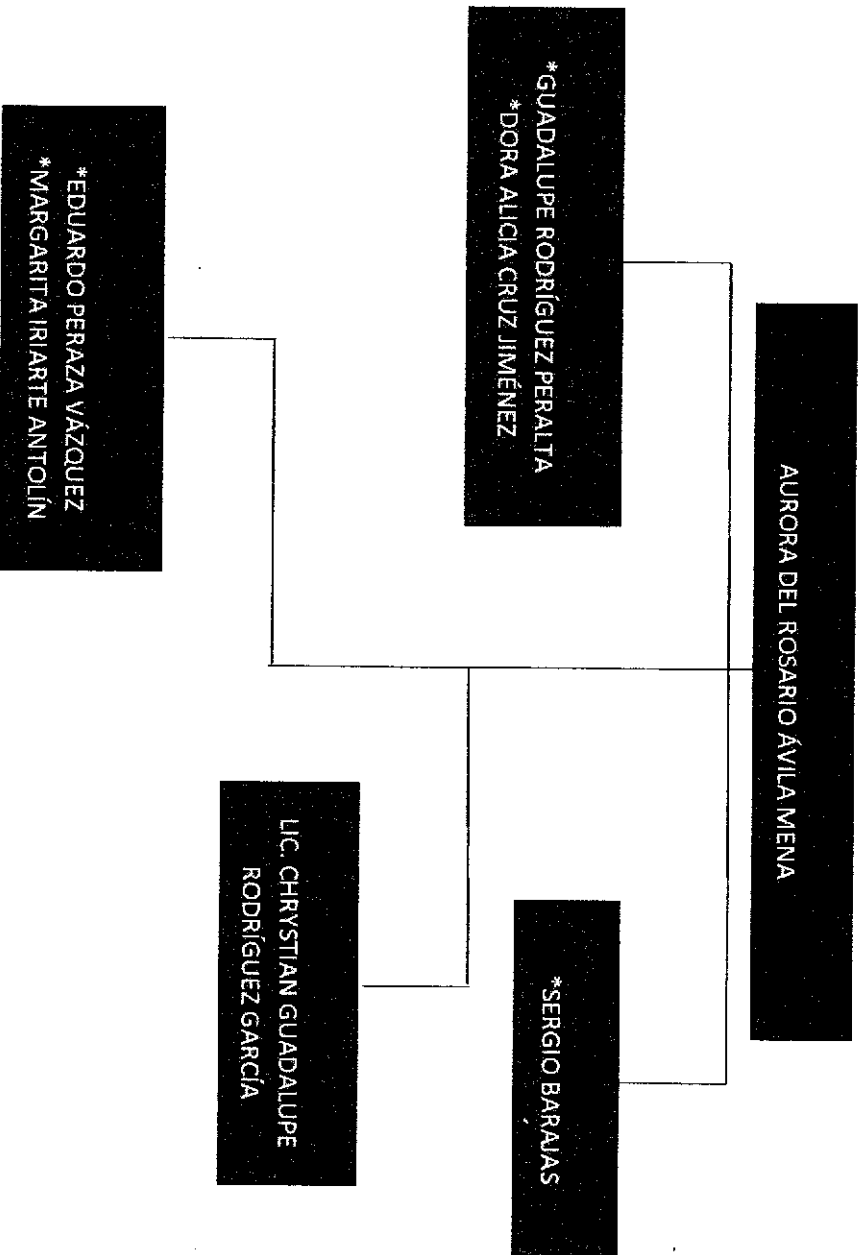 AURORA DEL ROSARIO ÁVILA MENA
*GUADALUPE RODRÍGUEZ PERALTA
*DORA ALICIA CRUZ JIMÉNEZ
*SERGIO BARAJAS
LIC. CHRYSTIAN GUADALUPE
RODRÍGUEZ GARCÍA
*EDUARDO PERAZA VÁZQUEZ
*MARGARITA IRIARTE ANTOLÍN